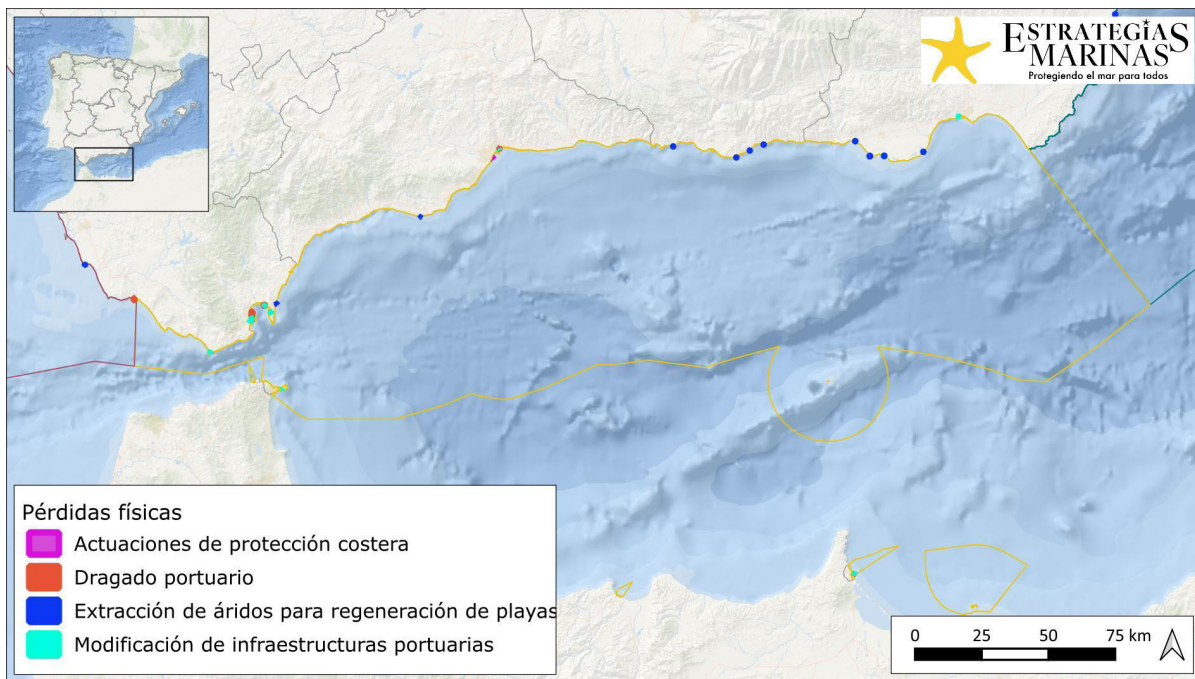 ESTRATEGIAS
MARINAS
Protegiendo el mar para todos
Pérdidas físicas
Actuaciones de protección costera
Dragado portuario
Extracción de áridos para regeneración de playas
Modificación de infraestructuras portuarias
0 25 50 75 km